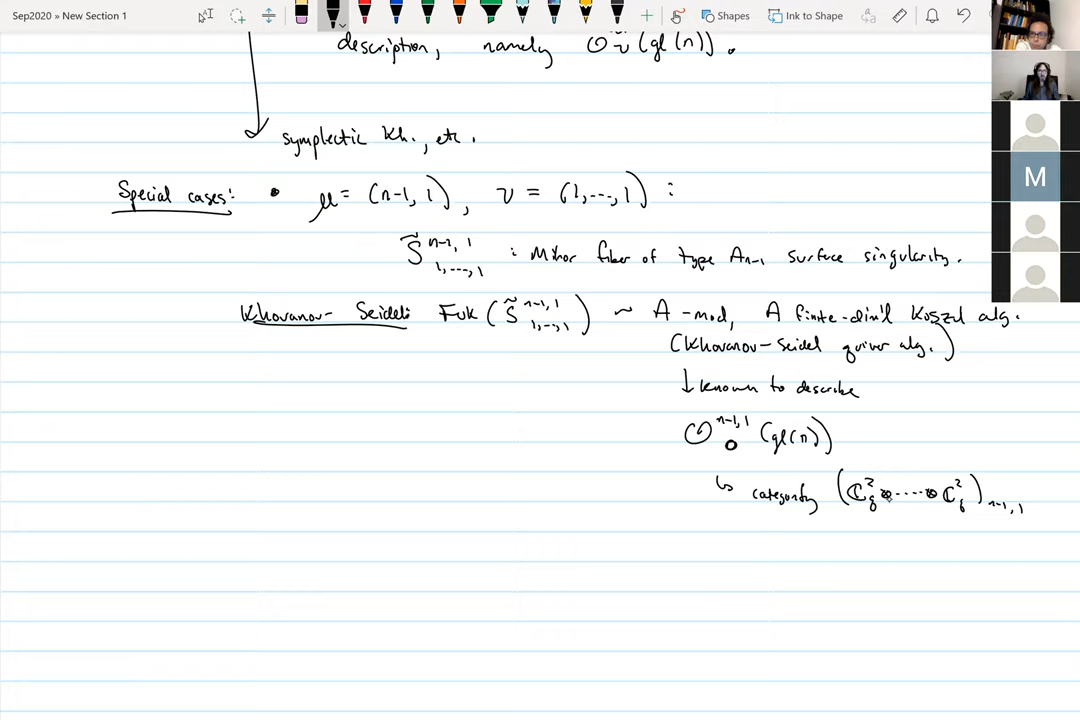 Sep2020 » New Section 1
Shapes
Ink to Shape
description, namely O_ν (gl(n)).
symplectic Kh., etc.
Special cases: • μ = (n-1, 1), ν = (1,...,1) :
S̃^{n-1,1}_{1,...,1} : Milnor fiber of type A_{n-1} surface singularity.
Khovanov-Seidel: Fuk (S̃^{n-1,1}_{1,...,1}) ~ A-mod, A finite-dim'l Koszul alg.
(Khovanov-Seidel quiver alg.)
↓ known to describe
O^{n-1,1}_0 (gl(n))
↳ categorify (ℂ²_q ⊗ ···· ⊗ ℂ²_q)_{n-1,1}
M